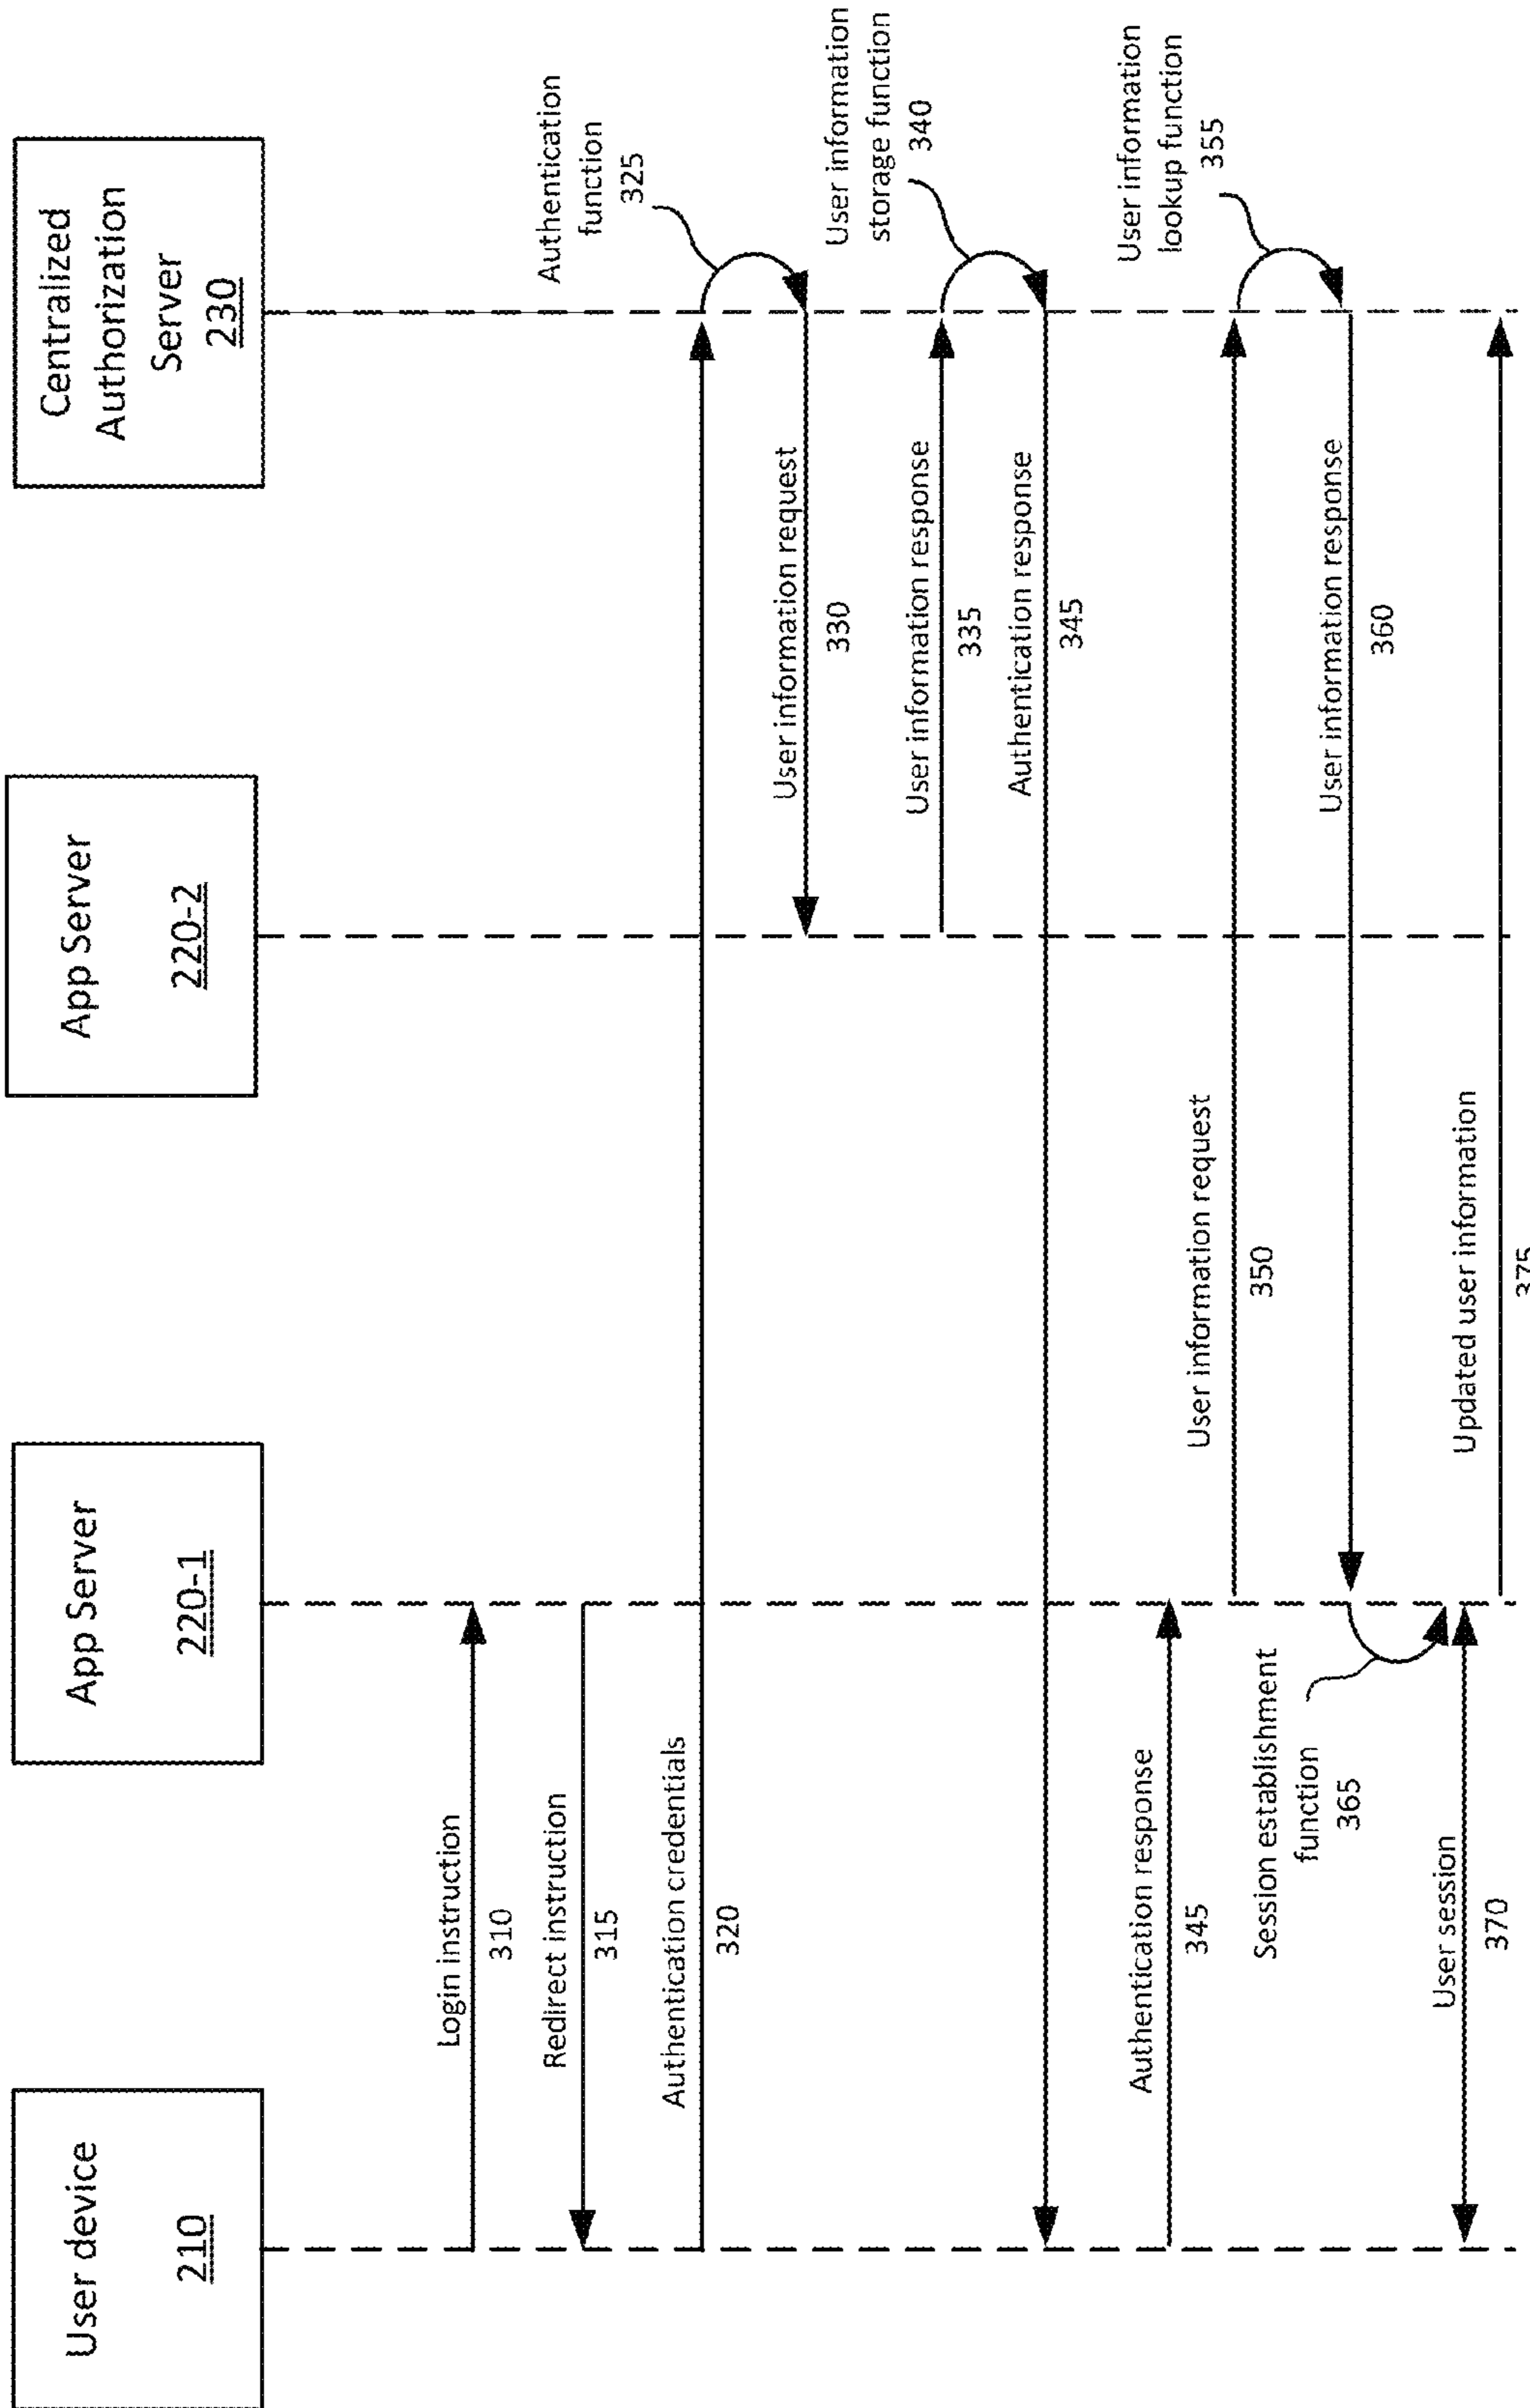 User device
210
App Server
220-1
App Server
220-2
Centralized
Authorization
Server
230
Login instruction
310
Redirect instruction
315
Authentication credentials
320
Authentication
function
325
User information request
330
User information response
335
User information
storage function
340
Authentication response
345
Authentication response
345
User information request
350
User information
lookup function
355
User information response
360
Session establishment
function
365
User session
370
Updated user information
375